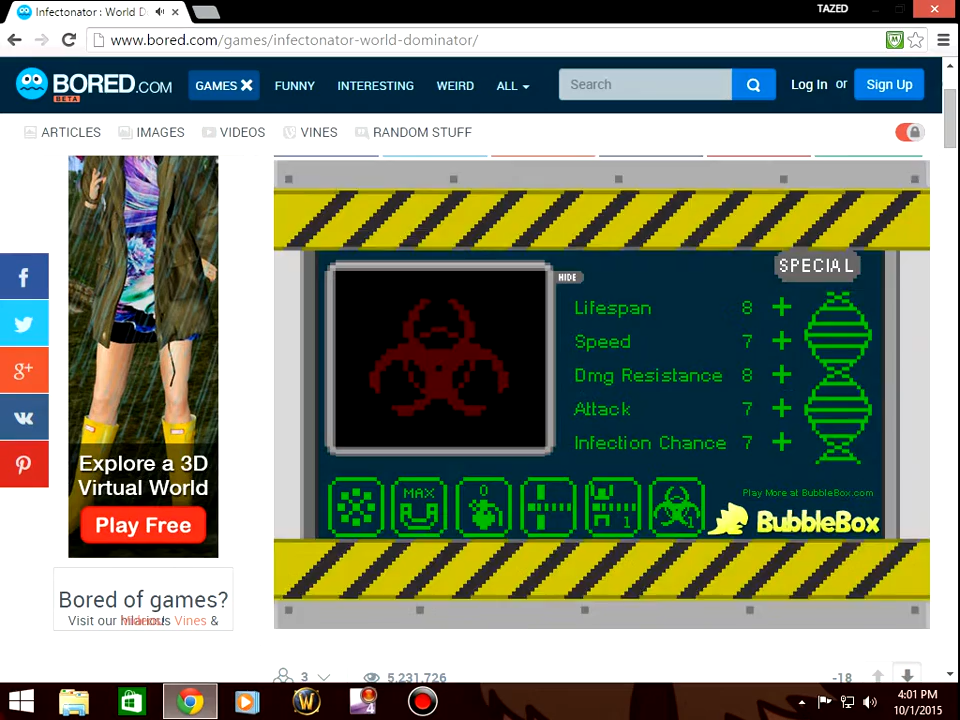 Infectonator : World D
TAZED
www.bored.com/games/infectonator-world-dominator/
BORED.COM
BETA
GAMES
FUNNY
INTERESTING
WEIRD
ALL
Search
Log In or Sign Up
ARTICLES
IMAGES
VIDEOS
VINES
RANDOM STUFF
HIDE
SPECIAL
Lifespan 8 +
Speed 7 +
Dmg Resistance 8 +
Attack 7 +
Infection Chance 7 +
MAX
0
1
1
Play More at BubbleBox.com
BubbleBox
Explore a 3D
Virtual World
Play Free
Bored of games?
Visit our Vines &
3
5,231,726
-18
4:01 PM
10/1/2015